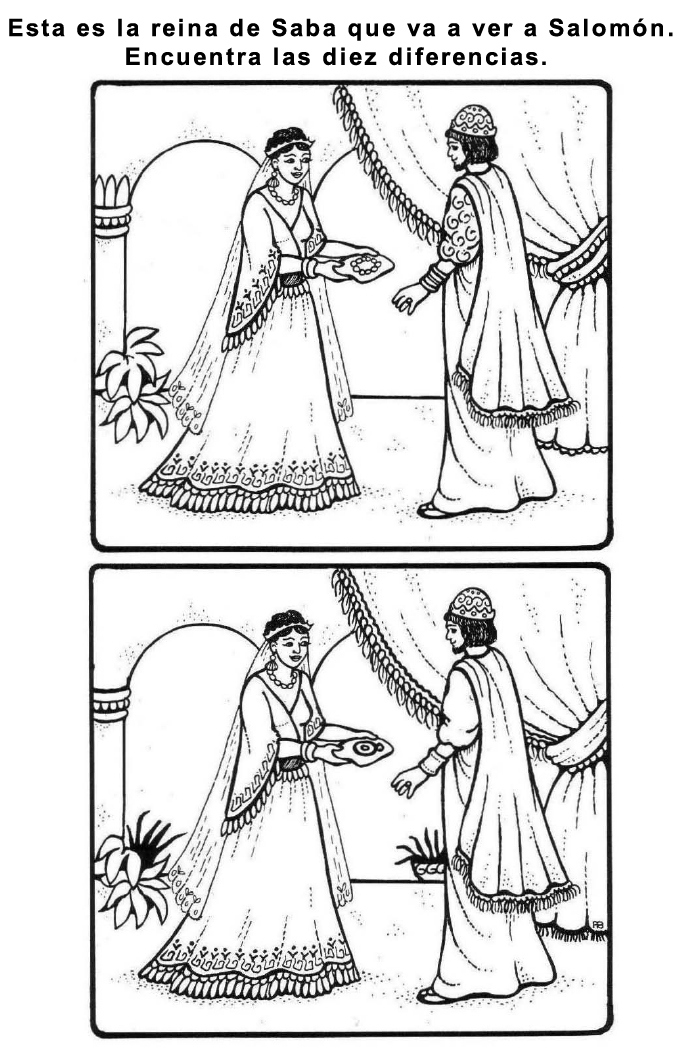 Esta es la reina de Saba que va a ver a Salomón.
Encuentra las diez diferencias.